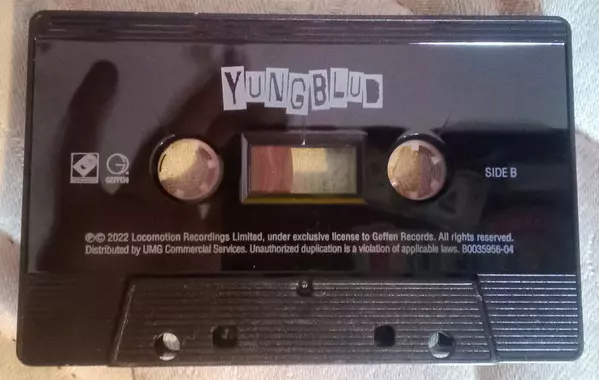 YUNGBLUD
GEFFEN
SIDE B
℗© 2022 Locomotion Recordings Limited, under exclusive license to Geffen Records. All rights reserved.
Distributed by UMG Commercial Services. Unauthorized duplication is a violation of applicable laws. B0035956-04